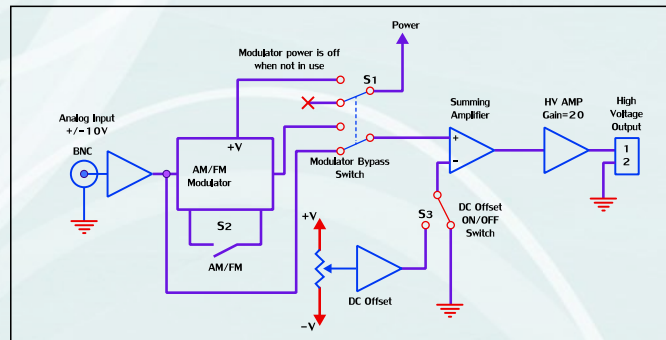 Power
Modulator power is off
when not in use
S1
Analog Input
+/-10V
BNC
+V
AM/FM
Modulator
S2
AM/FM
Modulator Bypass
Switch
Summing
Amplifier
+
-
HV AMP
Gain=20
High
Voltage
Output
1
2
+V
-V
DC Offset
S3
DC Offset
ON/OFF
Switch